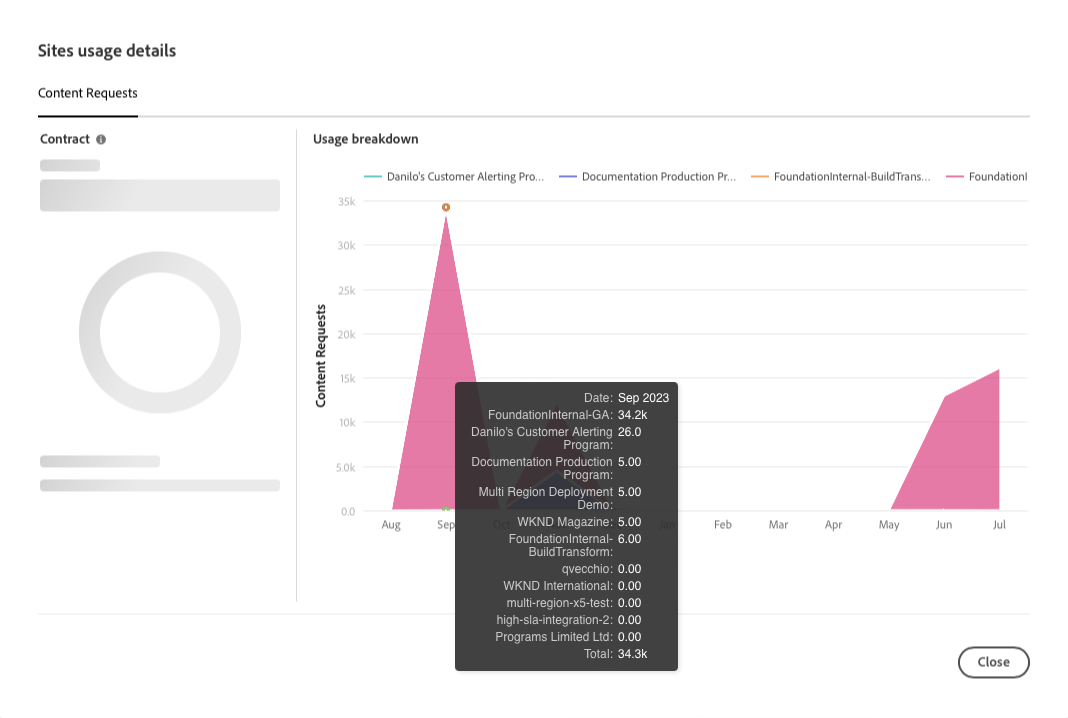 Sites usage details
Content Requests
Contract
Usage breakdown
Danilo's Customer Alerting Pro...
Documentation Production Pr...
FoundationInternal-BuildTrans...
FoundationI
35k
30k
25k
20k
15k
10k
5.0k
0.0
Content Requests
Aug
Sep
Oct
Jan
Feb
Mar
Apr
May
Jun
Jul
Date: Sep 2023
FoundationInternal-GA: 34.2k
Danilo's Customer Alerting 26.0
Program:
Documentation Production 5.00
Program:
Multi Region Deployment 5.00
Demo:
WKND Magazine: 5.00
FoundationInternal- 6.00
BuildTransform:
qvecchio: 0.00
WKND International: 0.00
multi-region-x5-test: 0.00
high-sla-integration-2: 0.00
Programs Limited Ltd: 0.00
Total: 34.3k
Close